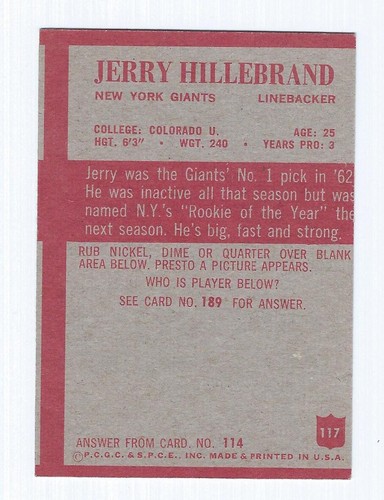 JERRY HILLEBRAND
NEW YORK GIANTS LINEBACKER
COLLEGE: COLORADO U. AGE: 25
HGT. 6'3" • WGT. 240 • YEARS PRO: 3
Jerry was the Giants' No. 1 pick in '62
He was inactive all that season but was
named N.Y.'s "Rookie of the Year" the
next season. He's big, fast and strong.
RUB NICKEL, DIME OR QUARTER OVER BLANK
AREA BELOW. PRESTO A PICTURE APPEARS.
WHO IS PLAYER BELOW?
SEE CARD NO. 189 FOR ANSWER.
117
ANSWER FROM CARD. NO. 114
©P.C.G.C. & S.P.C.E., INC. MADE & PRINTED IN U.S.A.